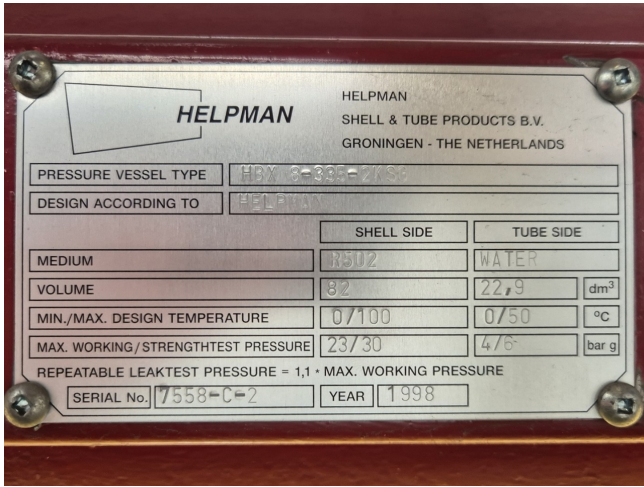 HELPMAN
HELPMAN
SHELL & TUBE PRODUCTS B.V.
GRONINGEN - THE NETHERLANDS
PRESSURE VESSEL TYPE HBX
DESIGN ACCORDING TO HELPMAN
SHELL SIDE TUBE SIDE
MEDIUM R502 WATER
VOLUME 82 22,9 dm³
MIN./MAX. DESIGN TEMPERATURE 0/100 0/50 °C
MAX. WORKING/STRENGTHTEST PRESSURE 23/30 4/6 bar g
REPEATABLE LEAKTEST PRESSURE = 1,1 * MAX. WORKING PRESSURE
SERIAL No. 7558-C-2 YEAR 1998